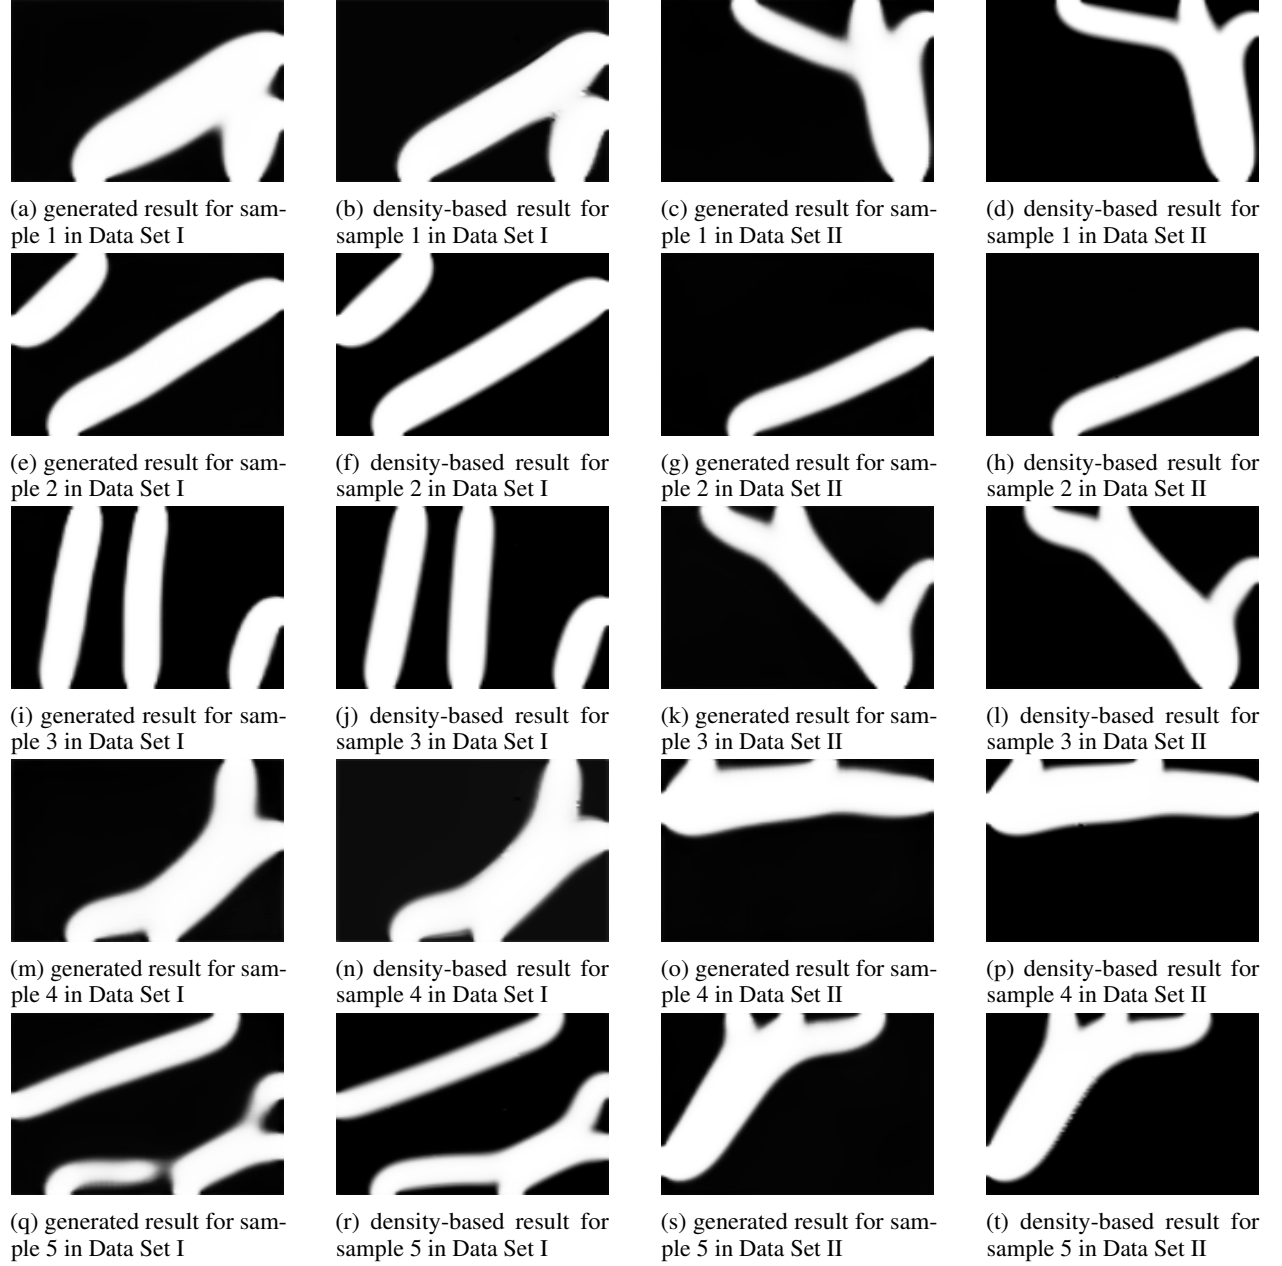 (a) generated result for sam-
ple 1 in Data Set I
(b) density-based result for
sample 1 in Data Set I
(c) generated result for sam-
ple 1 in Data Set II
(d) density-based result for
sample 1 in Data Set II
(e) generated result for sam-
ple 2 in Data Set I
(f) density-based result for
sample 2 in Data Set I
(g) generated result for sam-
ple 2 in Data Set II
(h) density-based result for
sample 2 in Data Set II
(i) generated result for sam-
ple 3 in Data Set I
(j) density-based result for
sample 3 in Data Set I
(k) generated result for sam-
ple 3 in Data Set II
(l) density-based result for
sample 3 in Data Set II
(m) generated result for sam-
ple 4 in Data Set I
(n) density-based result for
sample 4 in Data Set I
(o) generated result for sam-
ple 4 in Data Set II
(p) density-based result for
sample 4 in Data Set II
(q) generated result for sam-
ple 5 in Data Set I
(r) density-based result for
sample 5 in Data Set I
(s) generated result for sam-
ple 5 in Data Set II
(t) density-based result for
sample 5 in Data Set II